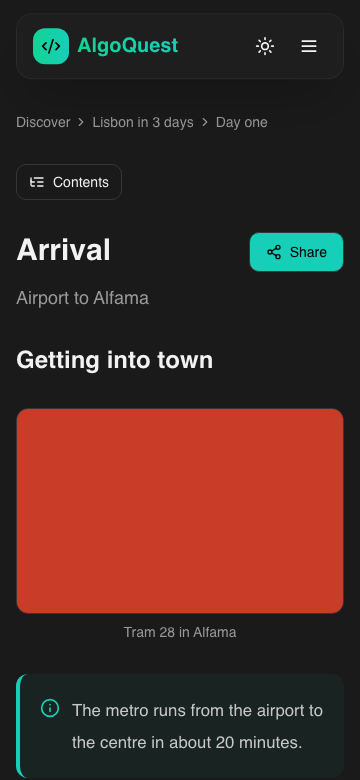 AlgoQuest
Discover > Lisbon in 3 days > Day one
Contents
Arrival
Share
Airport to Alfama
Getting into town
Tram 28 in Alfama
The metro runs from the airport to
the centre in about 20 minutes.